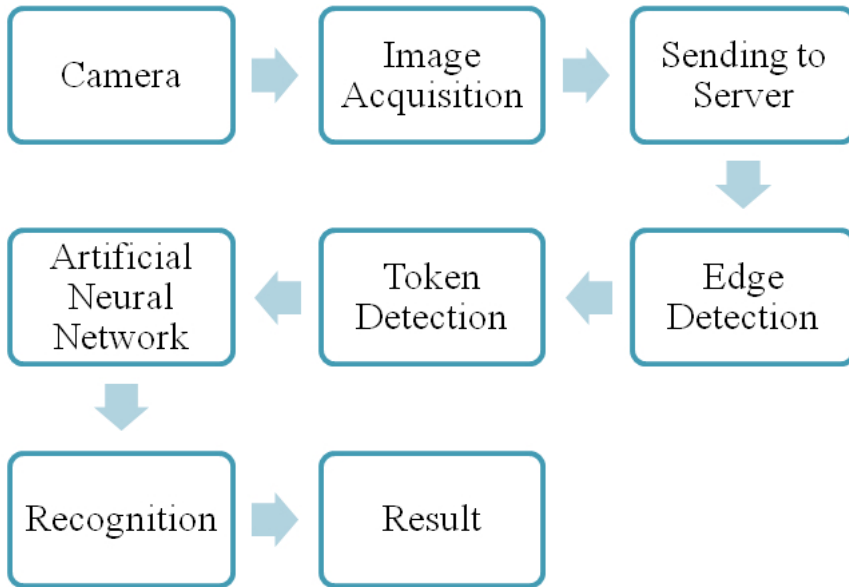 Camera
Image
Acquisition
Sending to
Server
Edge
Detection
Token
Detection
Artificial
Neural
Network
Recognition
Result